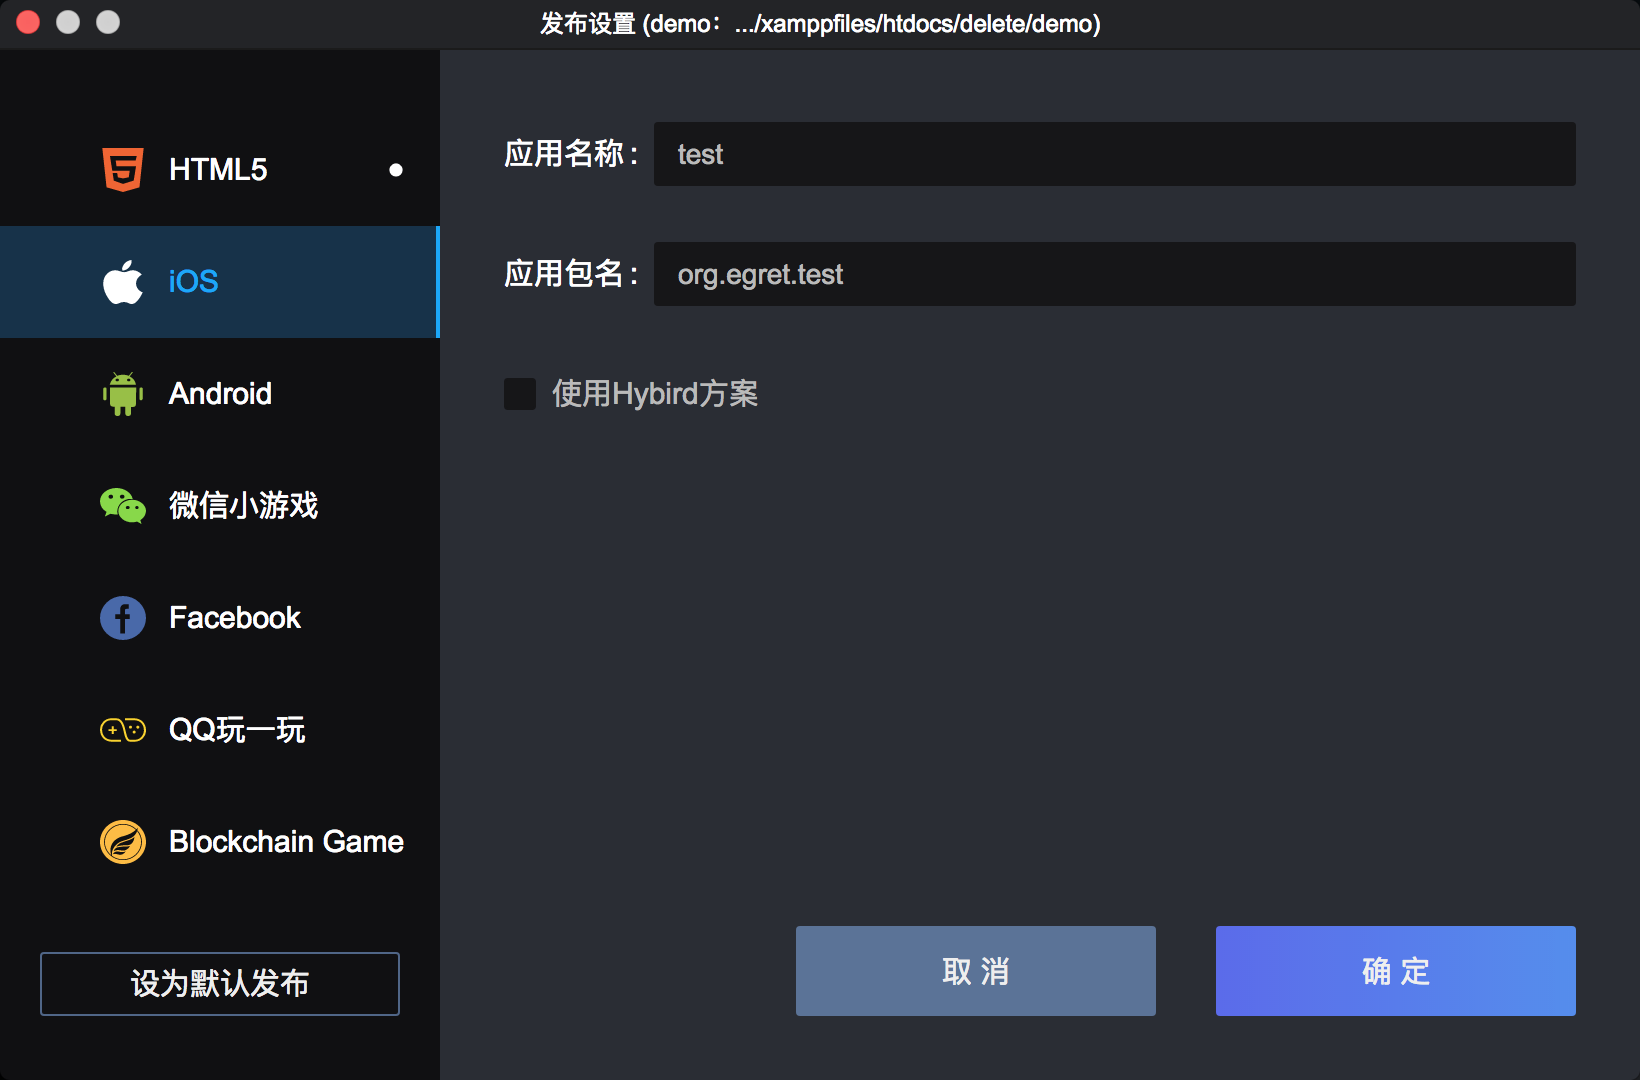 发布设置 (demo：.../xamppfiles/htdocs/delete/demo)
HTML5
iOS
Android
微信小游戏
Facebook
QQ玩一玩
Blockchain Game
设为默认发布
应用名称: test
应用包名: org.egret.test
使用Hybird方案
取 消
确 定